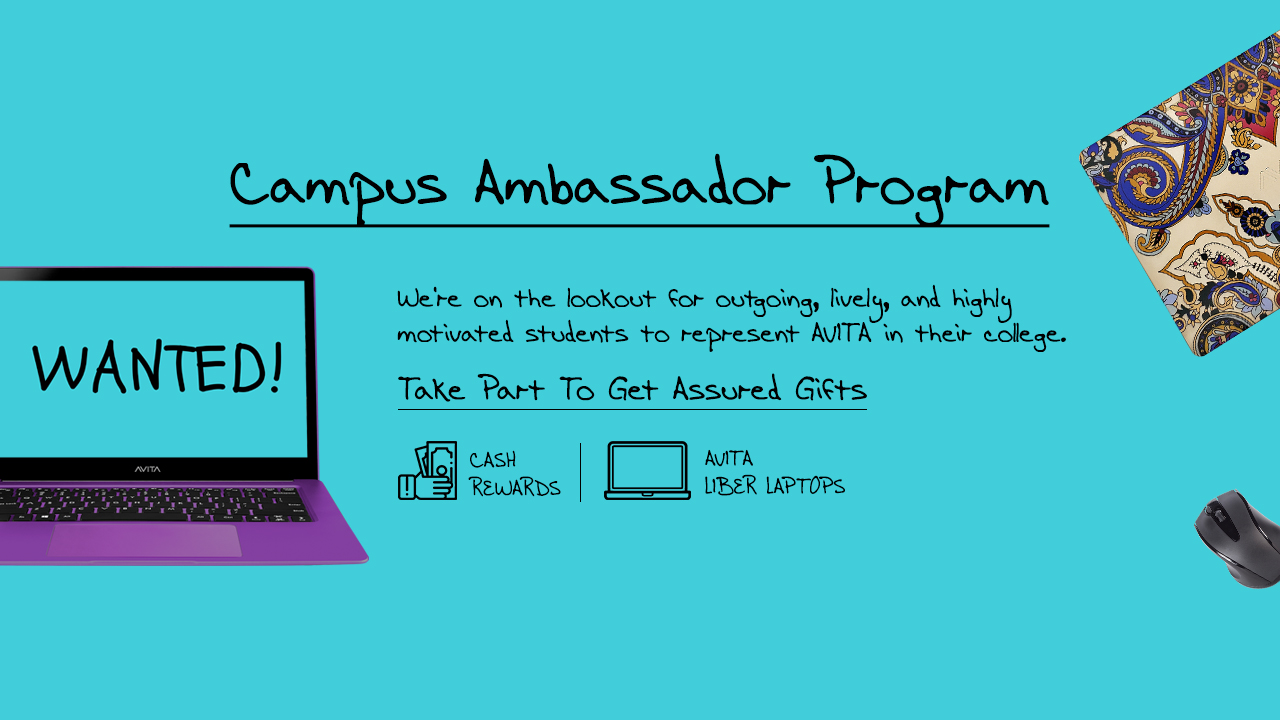 Campus Ambassador Program
WANTED!
AVITA
We're on the lookout for outgoing, lively, and highly
motivated students to represent AVITA in their college.
Take Part To Get Assured Gifts
CASH
REWARDS
AVITA
LIBER LAPTOPS